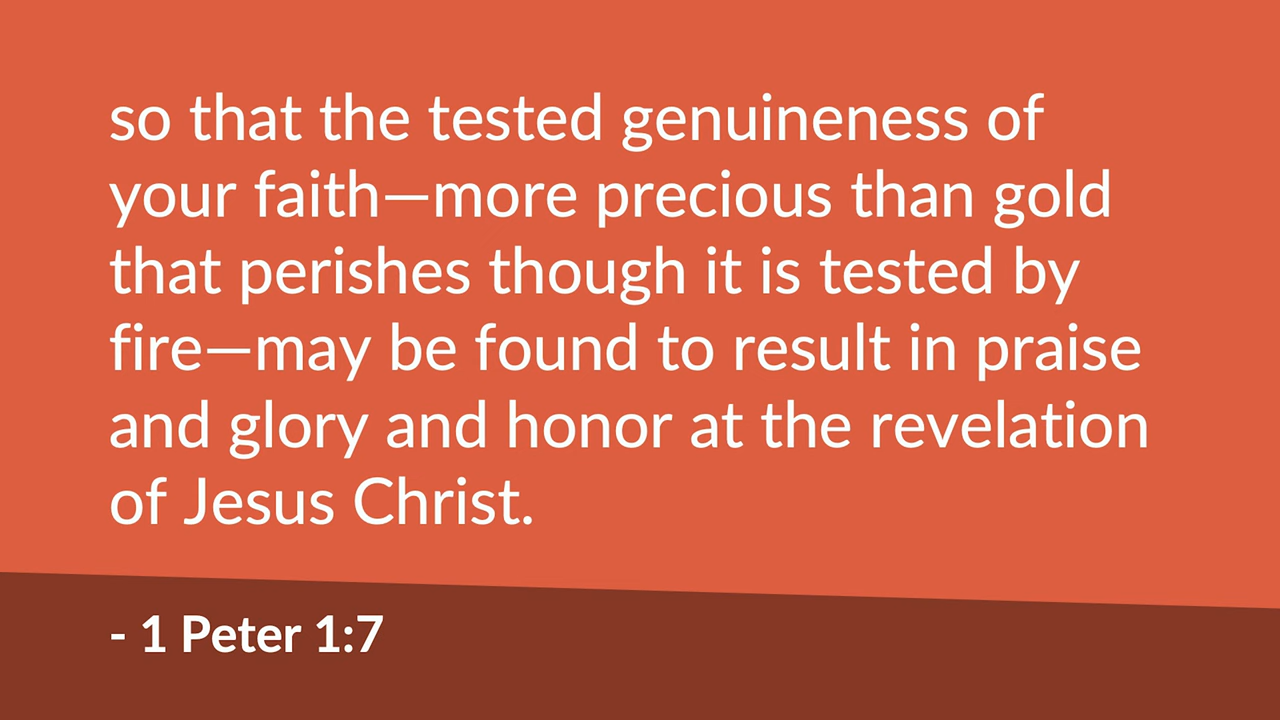 so that the tested genuineness of
your faith—more precious than gold
that perishes though it is tested by
fire—may be found to result in praise
and glory and honor at the revelation
of Jesus Christ.
- 1 Peter 1:7